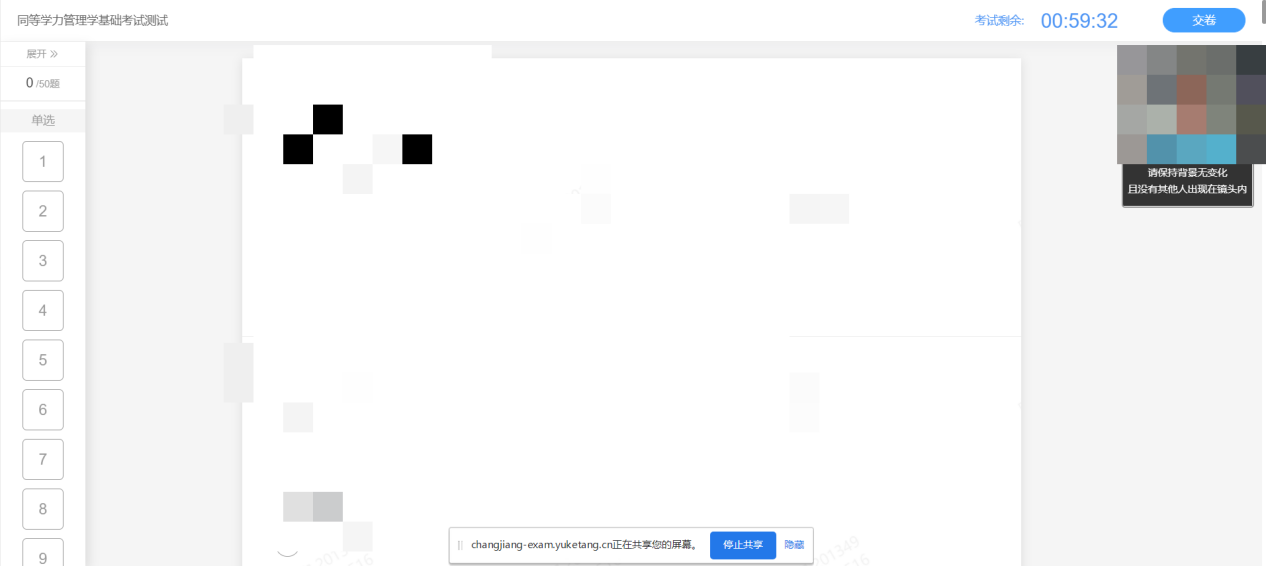 同等学力管理学基础考试测试
考试剩余: 00:59:32 交卷
展开 »
0 /50题
单选
1
2
3
4
5
6
7
8
9
请保持背景无变化
且没有其他人出现在镜头内
changjiang-exam.yuketang.cn正在共享您的屏幕。 停止共享 隐藏